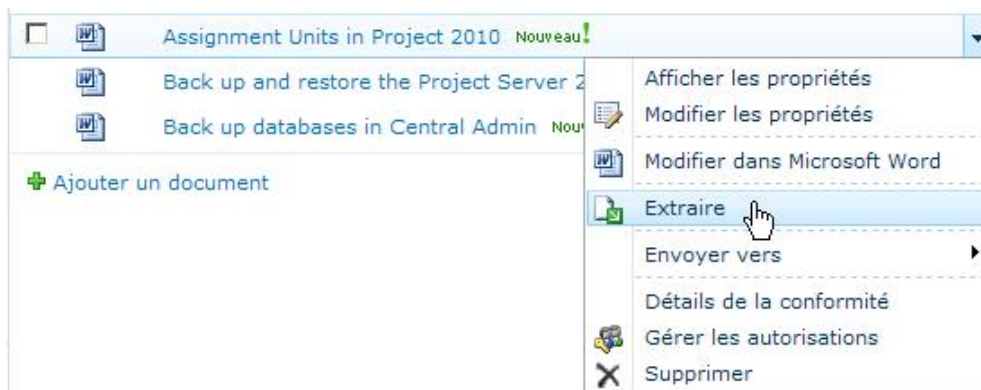 Assignment Units in Project 2010 Nouveau!
Back up and restore the Project Server
Back up databases in Central Admin
Ajouter un document
Afficher les propriétés
Modifier les propriétés
Modifier dans Microsoft Word
Extraire
Envoyer vers
Détails de la conformité
Gérer les autorisations
Supprimer